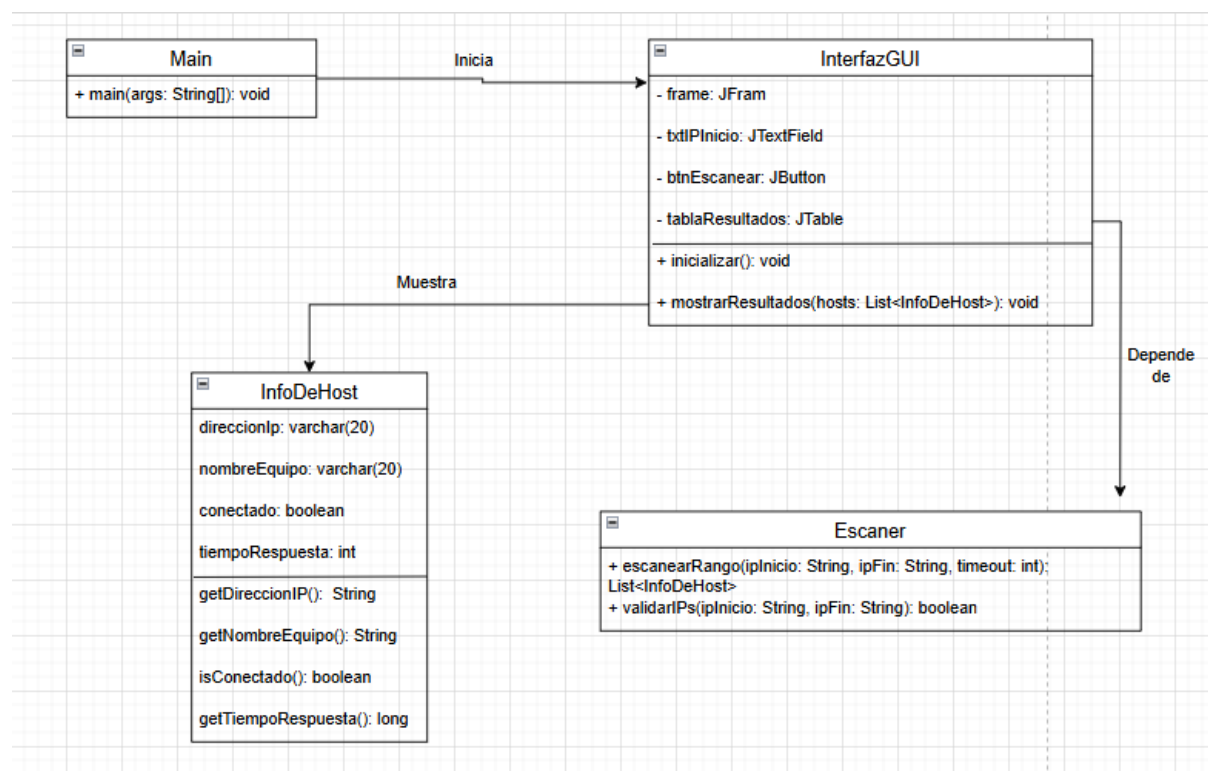 Main
+ main(args: String[]): void
Inicia
InterfazGUI
- frame: JFram
- txtIPInicio: JTextField
- btnEscanear: JButton
- tablaResultados: JTable
+ inicializar(): void
+ mostrarResultados(hosts: List<InfoDeHost>): void
Muestra
Depende
de
InfoDeHost
direccionIp: varchar(20)
nombreEquipo: varchar(20)
conectado: boolean
tiempoRespuesta: int
getDireccionIP():  String
getNombreEquipo(): String
isConectado(): boolean
getTiempoRespuesta(): long
Escaner
+ escanearRango(ipInicio: String, ipFin: String, timeout: int):
List<InfoDeHost>
+ validarIPs(ipInicio: String, ipFin: String): boolean